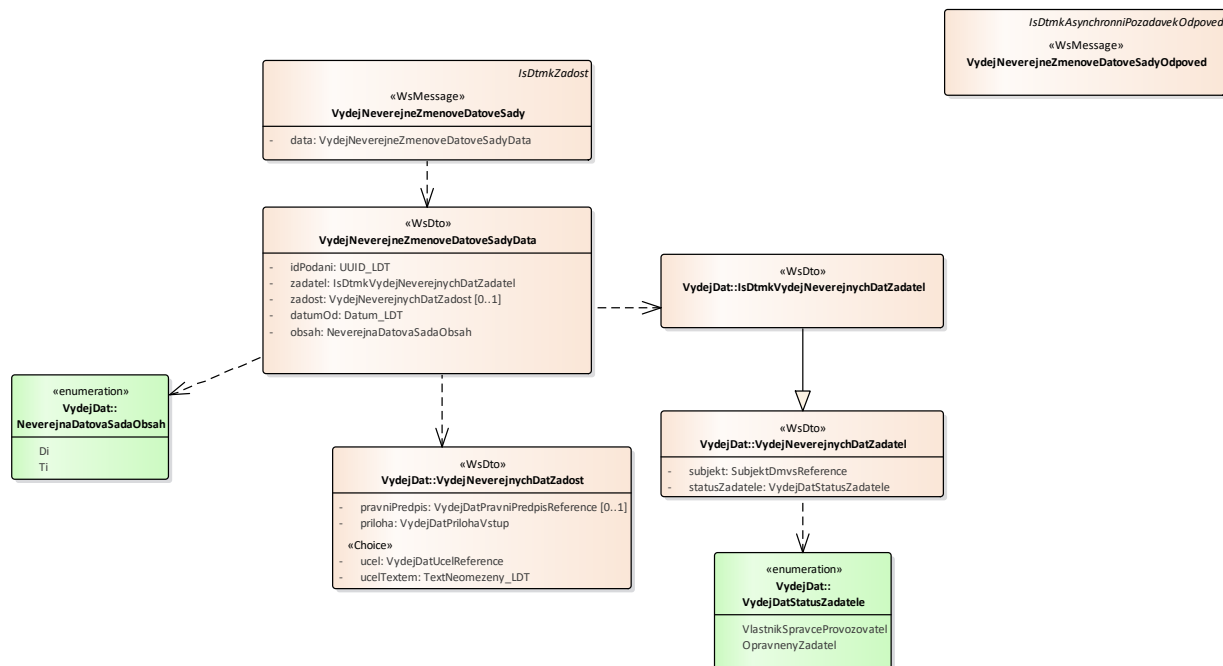 IsDtmkAsynchronniPozadavekOdpoved
«WsMessage»
VydejNeverejneZmenoveDatoveSadyOdpoved
IsDtmkZadost
«WsMessage»
VydejNeverejneZmenoveDatoveSady
- data: VydejNeverejneZmenoveDatoveSadyData
«WsDto»
VydejNeverejneZmenoveDatoveSadyData
- idPodani: UUID_LDT
- zadatel: IsDtmkVydejNeverejnychDatZadatel
- zadost: VydejNeverejnychDatZadost [0..1]
- datumOd: Datum_LDT
- obsah: NeverejnaDatovaSadaObsah
«WsDto»
VydejDat::IsDtmkVydejNeverejnychDatZadatel
«enumeration»
VydejDat::
NeverejnaDatovaSadaObsah
Di
Ti
«WsDto»
VydejDat::VydejNeverejnychDatZadatel
- subjekt: SubjektDmvsReference
- statusZadatele: VydejDatStatusZadatele
«WsDto»
VydejDat::VydejNeverejnychDatZadost
- pravniPredpis: VydejDatPravniPredpisReference [0..1]
- priloha: VydejDatPrilohaVstup
«Choice»
- ucel: VydejDatUcelReference
- ucelTextem: TextNeomezeny_LDT
«enumeration»
VydejDat::
VydejDatStatusZadatele
VlastnikSpravceProvozovatel
OpravnenyZadatel